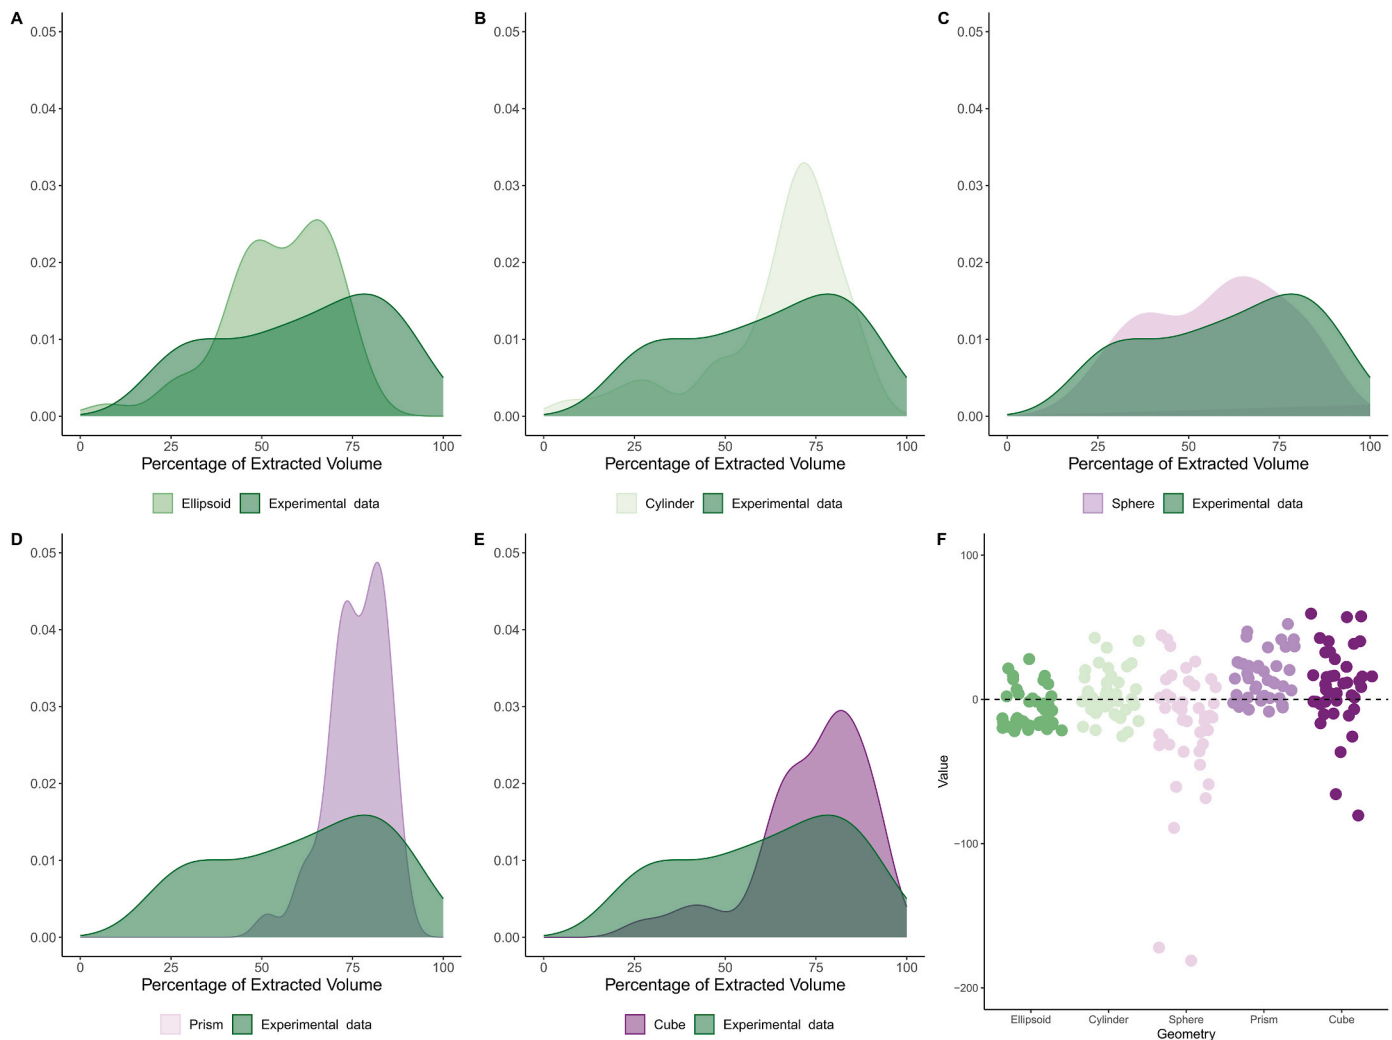 A
0.05
0.04
0.03
0.02
0.01
0.00
0 25 50 75 100
Percentage of Extracted Volume
Ellipsoid Experimental data
B
0.05
0.04
0.03
0.02
0.01
0.00
0 25 50 75 100
Percentage of Extracted Volume
Cylinder Experimental data
C
0.05
0.04
0.03
0.02
0.01
0.00
0 25 50 75 100
Percentage of Extracted Volume
Sphere Experimental data
D
0.05
0.04
0.03
0.02
0.01
0.00
0 25 50 75 100
Percentage of Extracted Volume
Prism Experimental data
E
0.05
0.04
0.03
0.02
0.01
0.00
0 25 50 75 100
Percentage of Extracted Volume
Cube Experimental data
F
100
0
−100
−200
Value
Ellipsoid Cylinder Sphere Prism Cube
Geometry